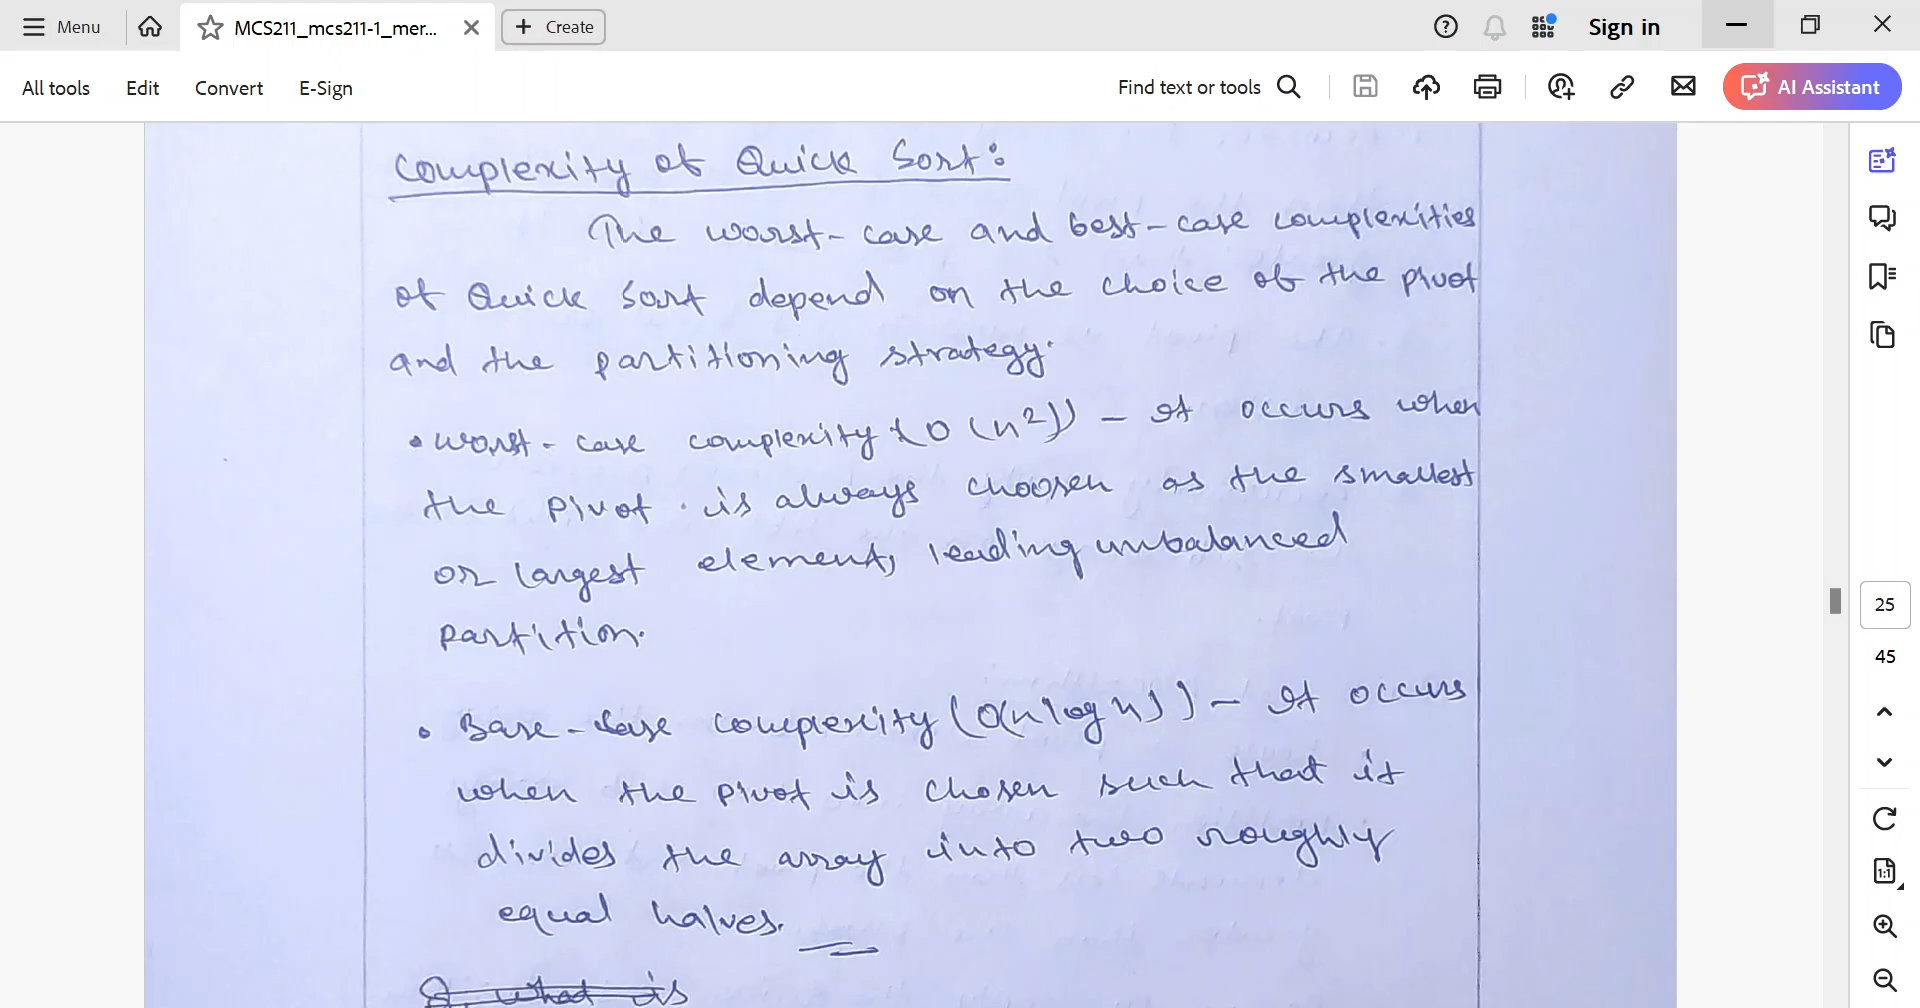 Menu
MCS211_mcs211-1_mer...
Create
Sign in
All tools
Edit
Convert
E-Sign
Find text or tools
AI Assistant
Complexity of Quick Sort:
The worst-case and best-case complexities
of Quick Sort depend on the choice of the pivot
and the partitioning strategy.
• worst-case complexity (O(n²)) - It occurs when
the pivot is always choosen as the smallest
or largest element, leading unbalanced
partition.
• Base-case complexity (O(n log n)) - It occurs
when the pivot is chosen such that it
divides the array into two roughly
equal halves.
Q. what is
25
45
1:1